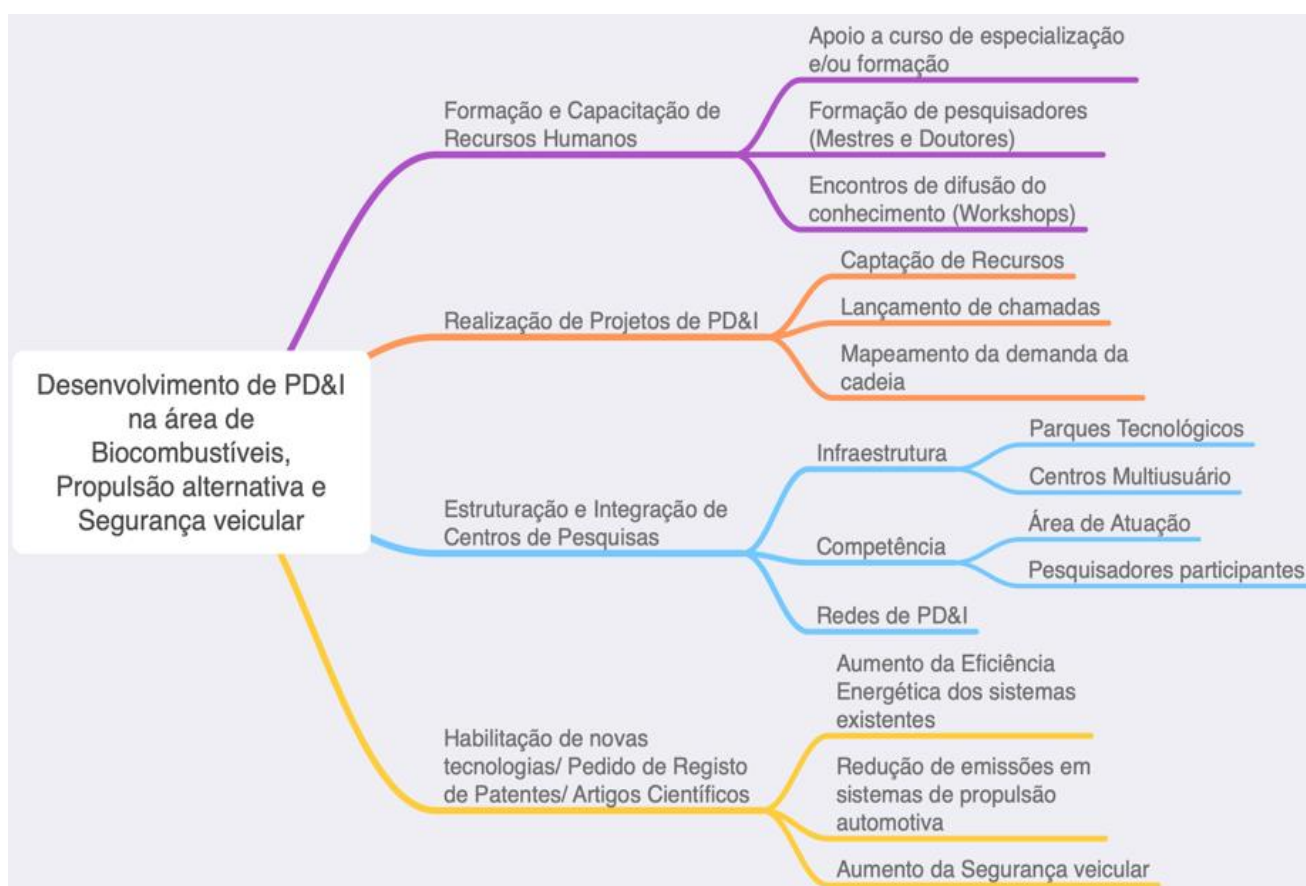 Desenvolvimento de PD&I
na área de
Biocombustíveis,
Propulsão alternativa e
Segurança veicular
Formação e Capacitação de
Recursos Humanos
Apoio a curso de especialização
e/ou formação
Formação de pesquisadores
(Mestres e Doutores)
Encontros de difusão do
conhecimento (Workshops)
Realização de Projetos de PD&I
Captação de Recursos
Lançamento de chamadas
Mapeamento da demanda da
cadeia
Estruturação e Integração de
Centros de Pesquisas
Infraestrutura
Parques Tecnológicos
Centros Multiusuário
Competência
Área de Atuação
Pesquisadores participantes
Redes de PD&I
Habilitação de novas
tecnologias/ Pedido de Registo
de Patentes/ Artigos Científicos
Aumento da Eficiência
Energética dos sistemas
existentes
Redução de emissões em
sistemas de propulsão
automotiva
Aumento da Segurança veicular